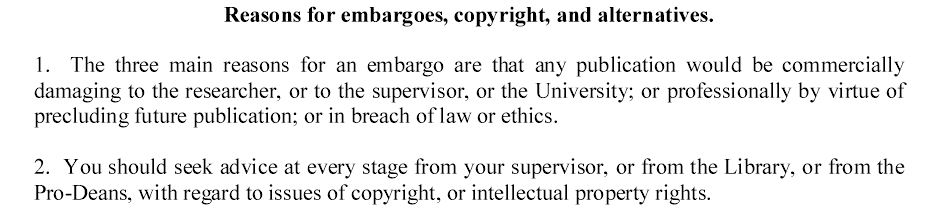 Reasons for embargoes, copyright, and alternatives.
1. The three main reasons for an embargo are that any publication would be commercially
damaging to the researcher, or to the supervisor, or the University; or professionally by virtue of
precluding future publication; or in breach of law or ethics.
2. You should seek advice at every stage from your supervisor, or from the Library, or from the
Pro-Deans, with regard to issues of copyright, or intellectual property rights.